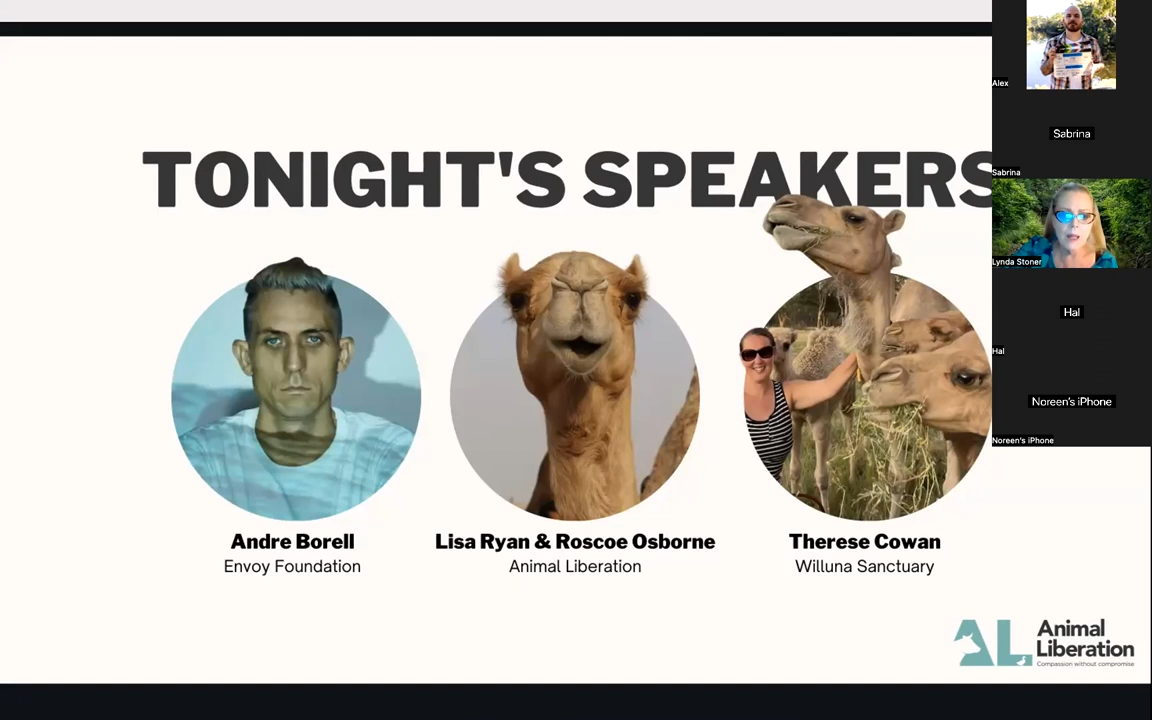 TONIGHT'S SPEAKERS
Andre Borell
Envoy Foundation
Lisa Ryan & Roscoe Osborne
Animal Liberation
Therese Cowan
Willuna Sanctuary
AL Animal
Liberation
Compassion without compromise
Alex
Sabrina
Sabrina
Lynda Stoner
Hal
Hal
Noreen's iPhone
Noreen's iPhone